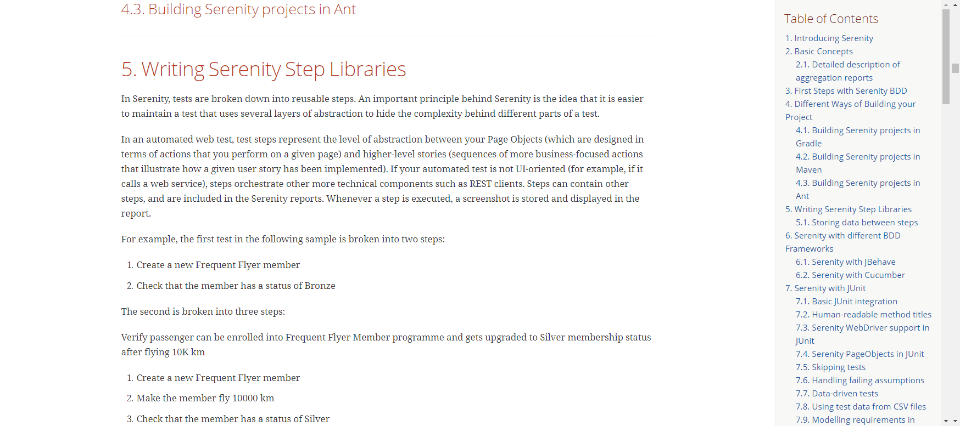 4.3. Building Serenity projects in Ant
5. Writing Serenity Step Libraries
In Serenity, tests are broken down into reusable steps. An important principle behind Serenity is the idea that it is easier
to maintain a test that uses several layers of abstraction to hide the complexity behind different parts of a test.
In an automated web test, test steps represent the level of abstraction between your Page Objects (which are designed in
terms of actions that you perform on a given page) and higher-level stories (sequences of more business-focused actions
that illustrate how a given user story has been implemented). If your automated test is not UI-oriented (for example, if it
calls a web service), steps orchestrate other more technical components such as REST clients. Steps can contain other
steps, and are included in the Serenity reports. Whenever a step is executed, a screenshot is stored and displayed in the
report.
For example, the first test in the following sample is broken into two steps:
1. Create a new Frequent Flyer member
2. Check that the member has a status of Bronze
The second is broken into three steps:
Verify passenger can be enrolled into Frequent Flyer Member programme and gets upgraded to Silver membership status
after flying 10K km
1. Create a new Frequent Flyer member
2. Make the member fly 10000 km
3. Check that the member has a status of Silver
Table of Contents
1. Introducing Serenity
2. Basic Concepts
2.1. Detailed description of
aggregation reports
3. First Steps with Serenity BDD
4. Different Ways of Building your
Project
4.1. Building Serenity projects in
Gradle
4.2. Building Serenity projects in
Maven
4.3. Building Serenity projects in
Ant
5. Writing Serenity Step Libraries
5.1. Storing data between steps
6. Serenity with different BDD
Frameworks
6.1. Serenity with JBehave
6.2. Serenity with Cucumber
7. Serenity with JUnit
7.1. Basic JUnit integration
7.2. Human-readable method titles
7.3. Serenity WebDriver support in
JUnit
7.4. Serenity PageObjects in JUnit
7.5. Skipping tests
7.6. Handling failing assumptions
7.7. Data-driven tests
7.8. Using test data from CSV files
7.9. Modelling requirements in